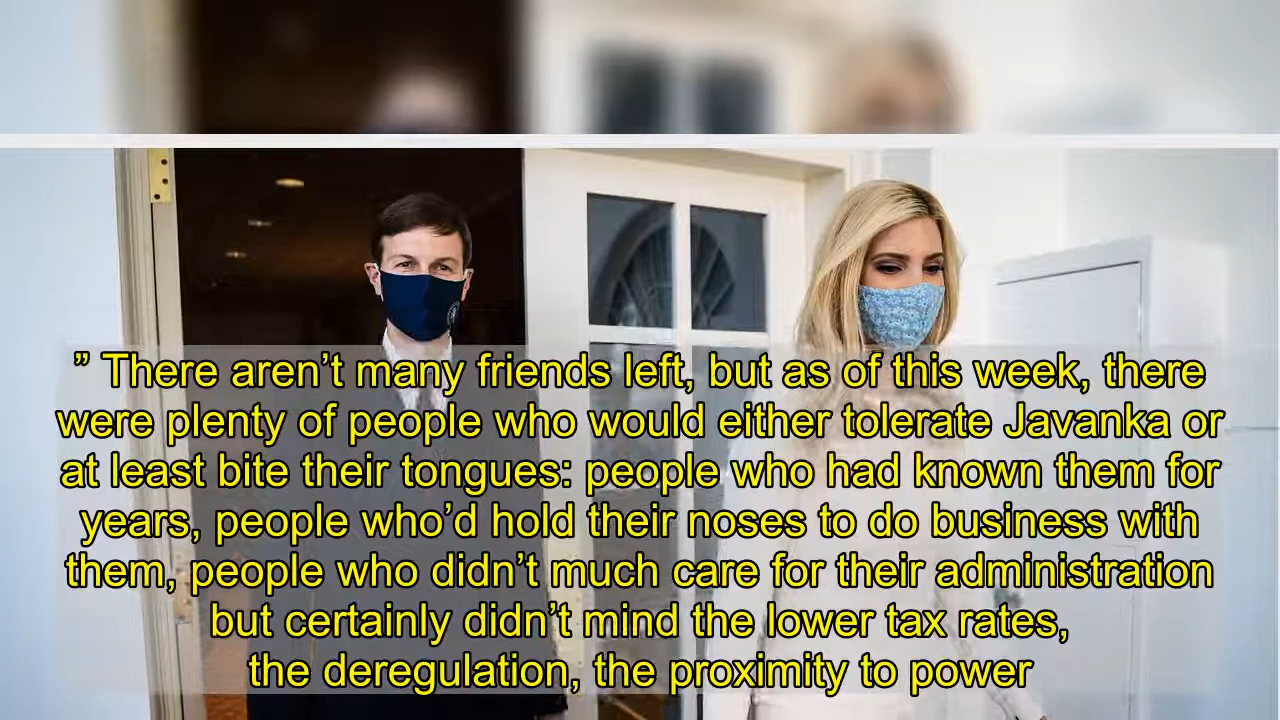 ” There aren’t many friends left, but as of this week, there
were plenty of people who would either tolerate Javanka or
at least bite their tongues: people who had known them for
years, people who’d hold their noses to do business with
them, people who didn’t much care for their administration
but certainly didn’t mind the lower tax rates,
the deregulation, the proximity to power